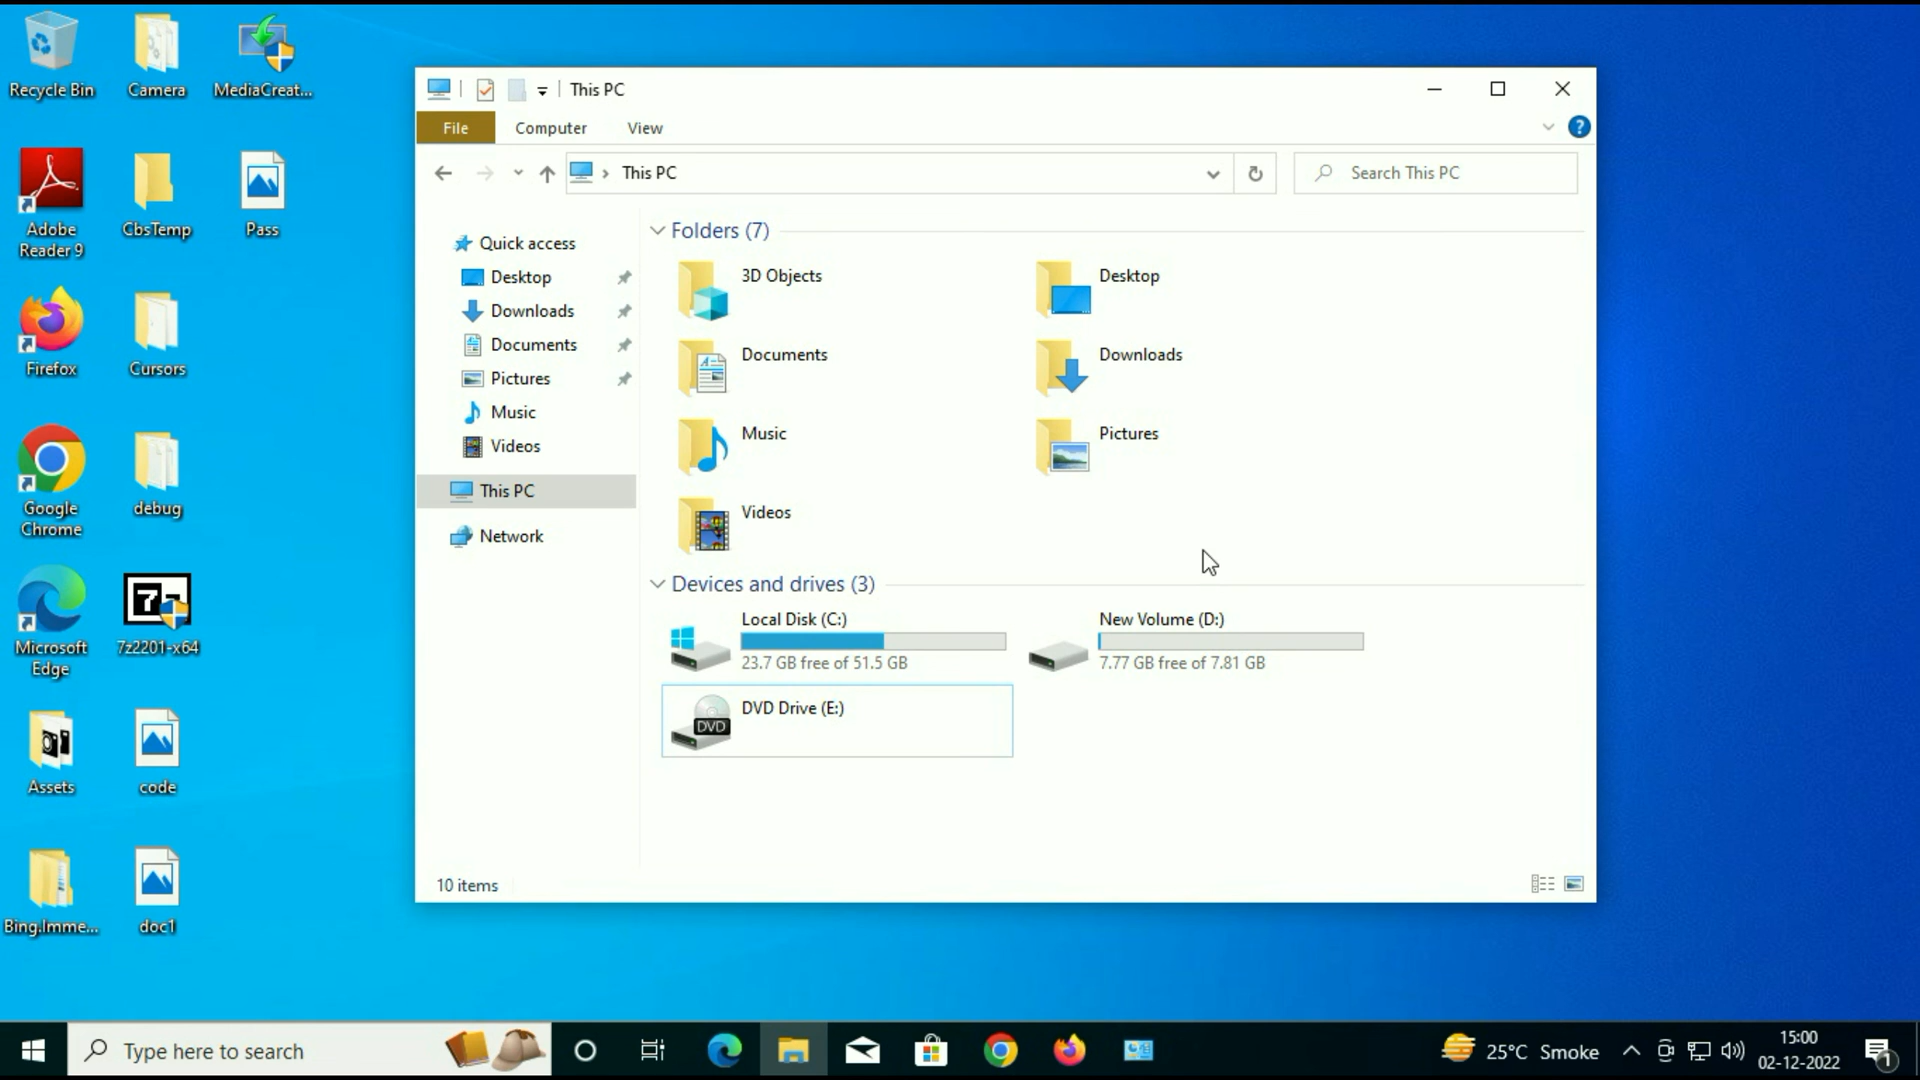 Recycle Bin
Camera
MediaCreat...
Adobe
Reader 9
CbsTemp
Pass
Firefox
Cursors
Google
Chrome
debug
Microsoft
Edge
7z2201-x64
Assets
code
Bing.Imme...
doc1
This PC
File
Computer
View
?
This PC
Search This PC
Quick access
Desktop
Downloads
Documents
Pictures
Music
Videos
This PC
Network
Folders (7)
3D Objects
Desktop
Documents
Downloads
Music
Pictures
Videos
Devices and drives (3)
Local Disk (C:)
23.7 GB free of 51.5 GB
New Volume (D:)
7.77 GB free of 7.81 GB
DVD
DVD Drive (E:)
10 items
Type here to search
25°C Smoke
15:00
02-12-2022
1